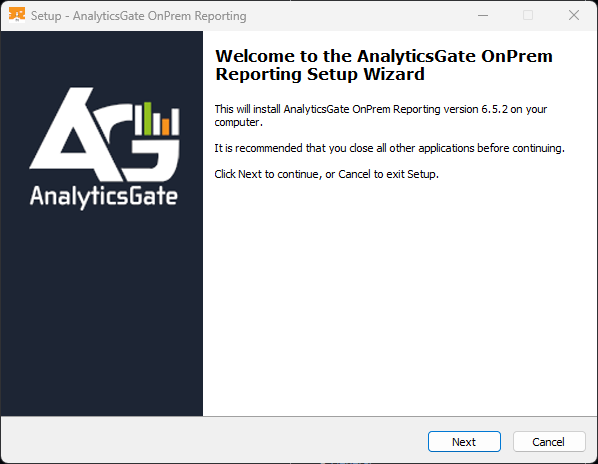 Setup - AnalyticsGate OnPrem Reporting
AG
AnalyticsGate
Welcome to the AnalyticsGate OnPrem
Reporting Setup Wizard
This will install AnalyticsGate OnPrem Reporting version 6.5.2 on your
computer.
It is recommended that you close all other applications before continuing.
Click Next to continue, or Cancel to exit Setup.
Next
Cancel